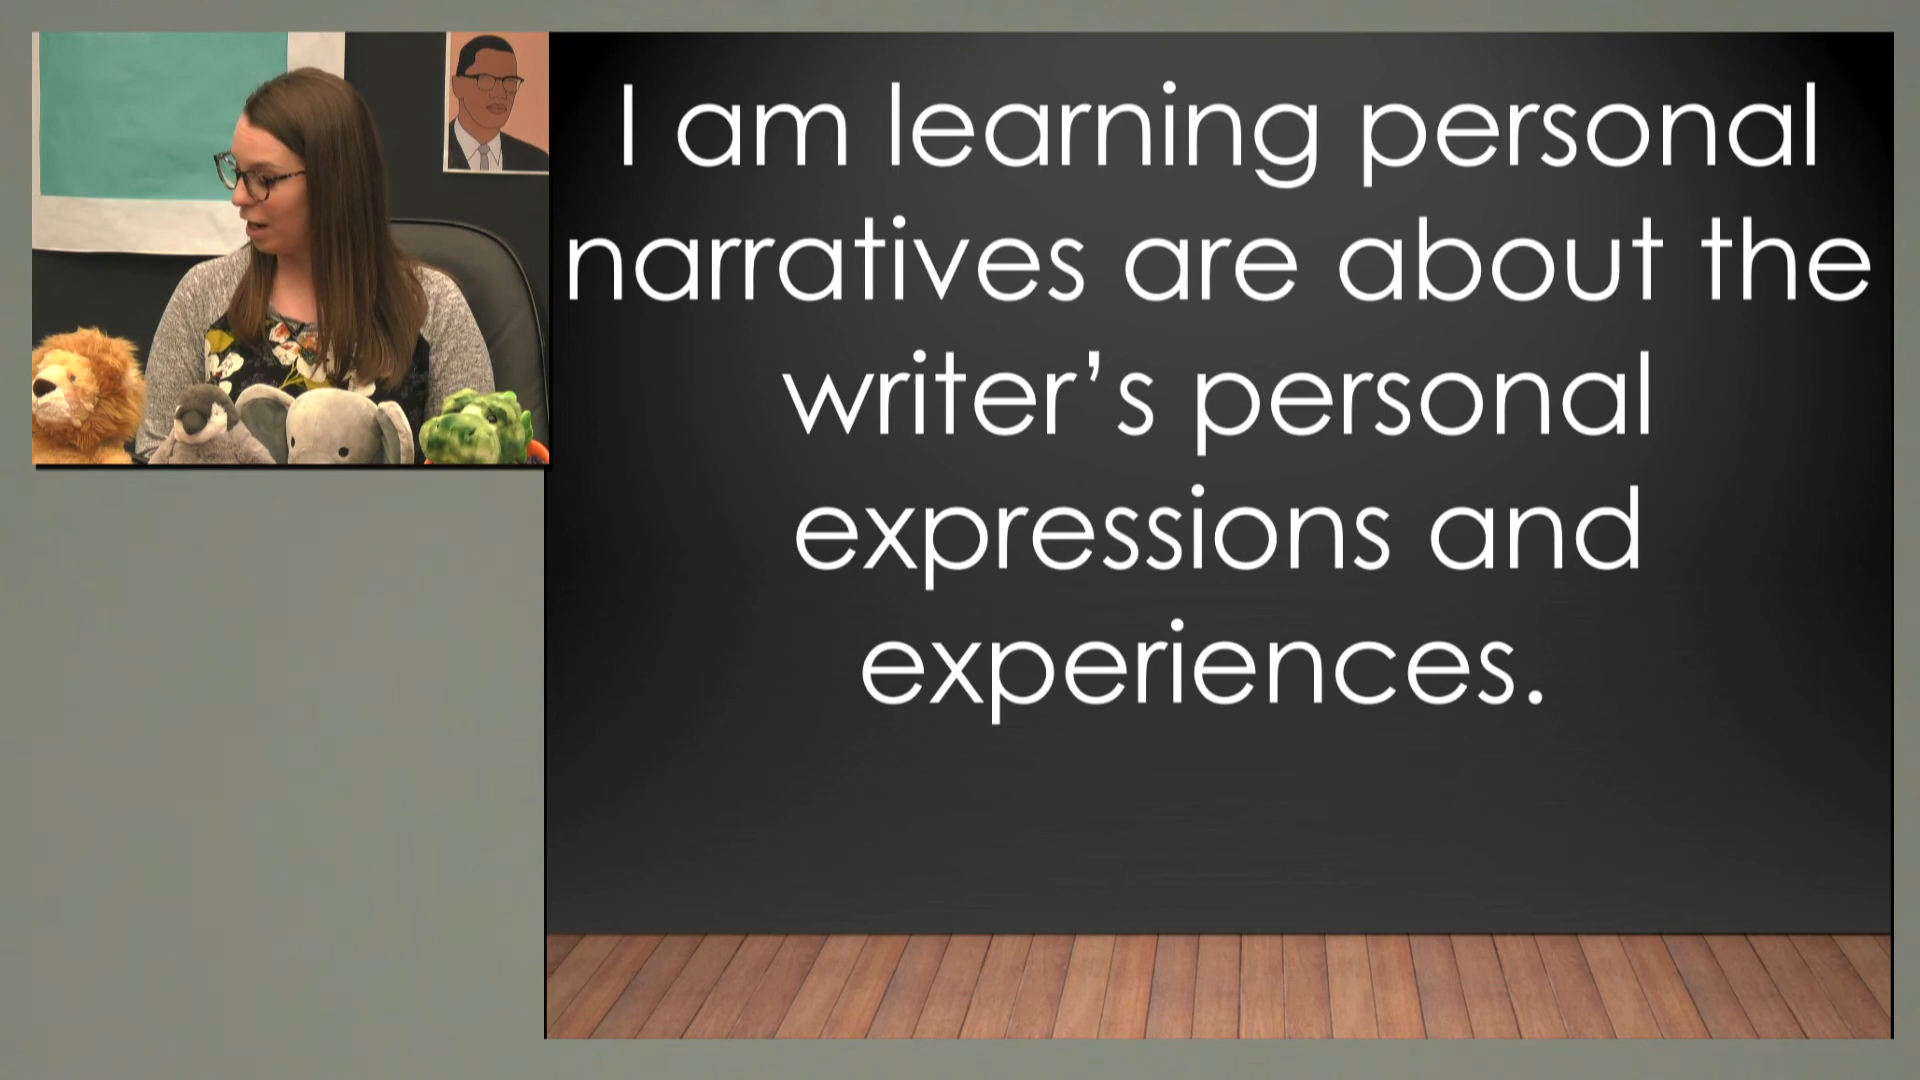 I am learning personal
narratives are about the
writer’s personal
expressions and
experiences.